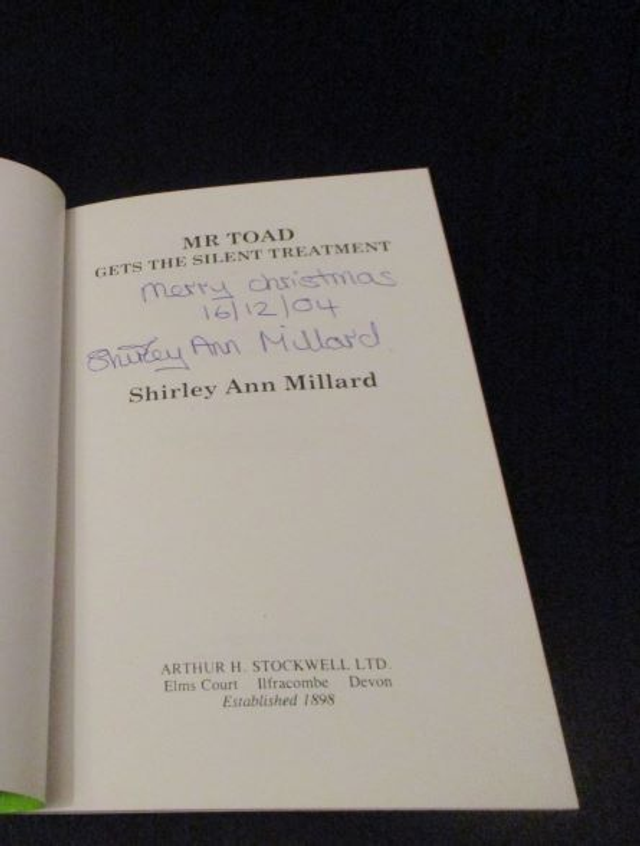 MR TOAD
GETS THE SILENT TREATMENT
Merry christmas
16/12/04
Shirley Ann Millard
Shirley Ann Millard
ARTHUR H. STOCKWELL LTD.
Elms Court Ilfracombe Devon
Established 1898